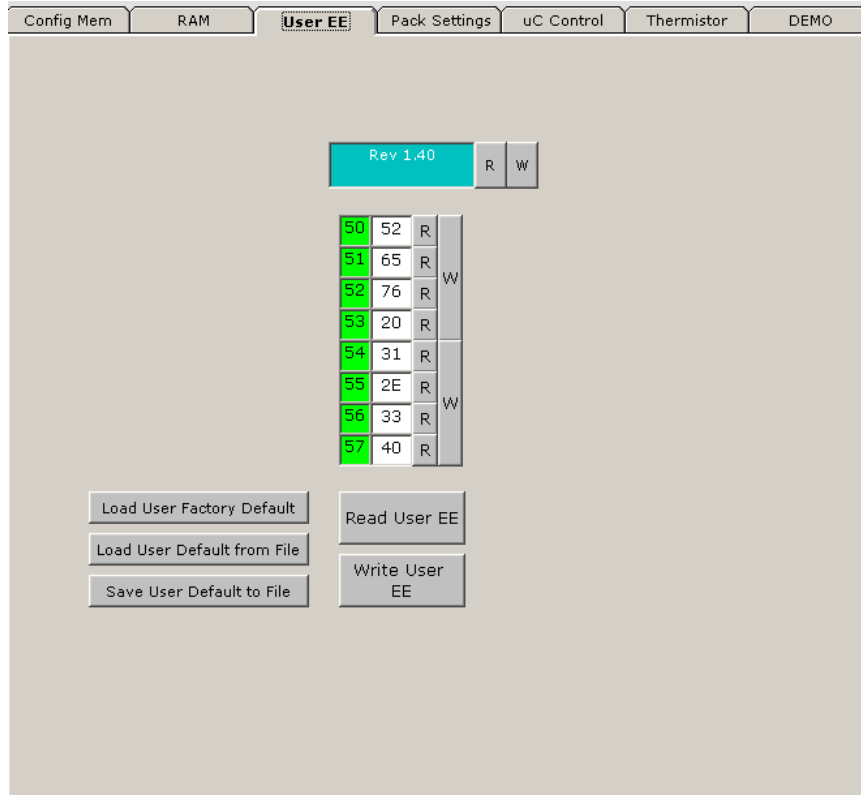 Config Mem RAM User EE Pack Settings uC Control Thermistor DEMO
Rev 1.40 R W
50 52 R
51 65 R
W
52 76 R
53 20 R
54 31 R
55 2E R
W
56 33 R
57 40 R
Load User Factory Default
Load User Default from File
Save User Default to File
Read User EE
Write User
EE